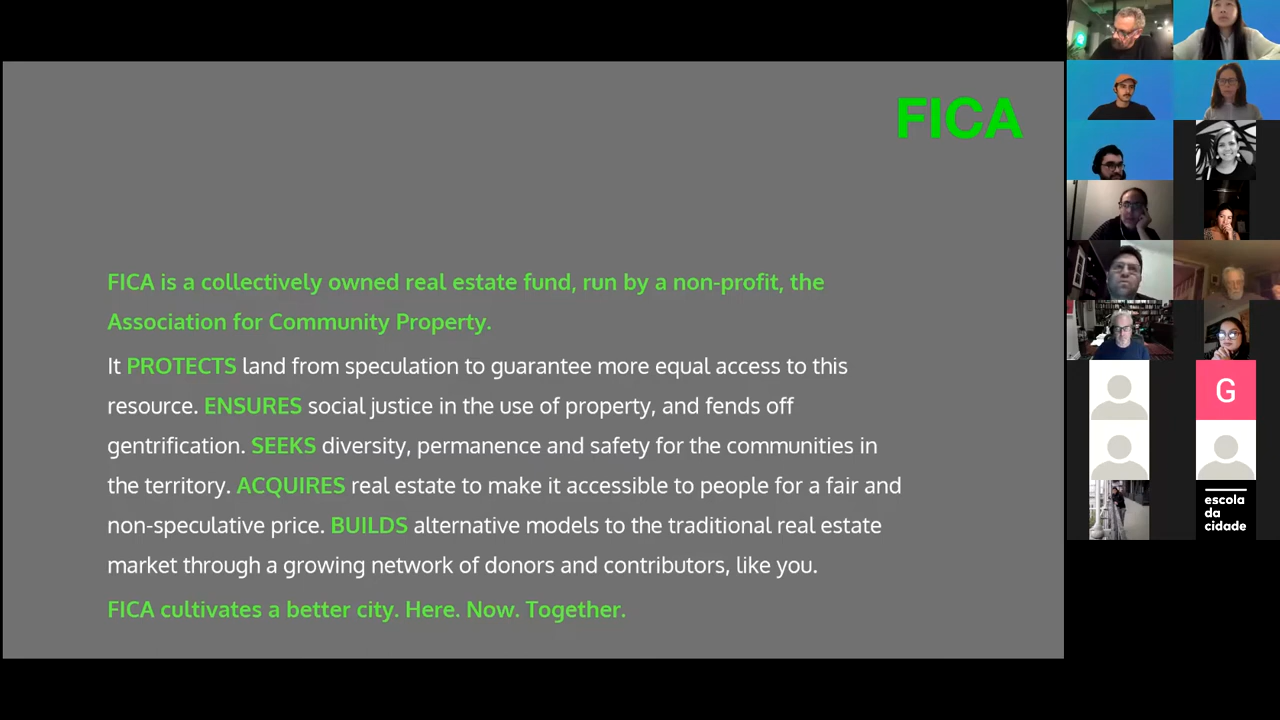 FICA
FICA is a collectively owned real estate fund, run by a non-profit, the
Association for Community Property.
It PROTECTS land from speculation to guarantee more equal access to this
resource. ENSURES social justice in the use of property, and fends off
gentrification. SEEKS diversity, permanence and safety for the communities in
the territory. ACQUIRES real estate to make it accessible to people for a fair and
non-speculative price. BUILDS alternative models to the traditional real estate
market through a growing network of donors and contributors, like you.
FICA cultivates a better city. Here. Now. Together.
G
escola
da
cidade